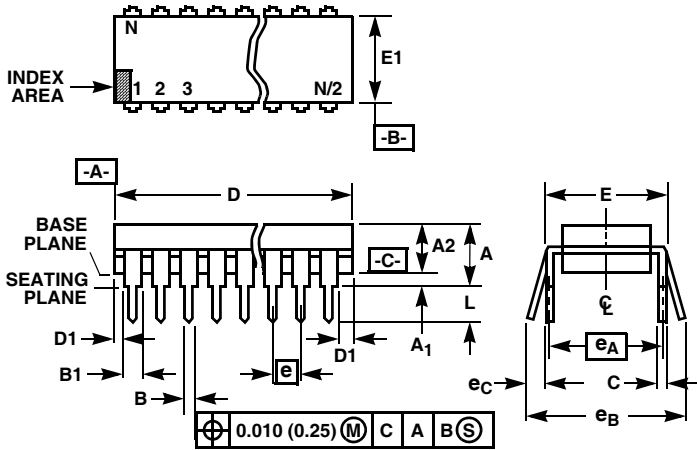 N
INDEX
AREA
1 2 3 N/2
E1
-B-
-A-
D
E
BASE
PLANE
A2
A
-C-
SEATING
PLANE
L
D1
A1
D1
B1
e
B
0.010 (0.25) Ⓜ C A B Ⓢ
℄
eA
eC
C
eB